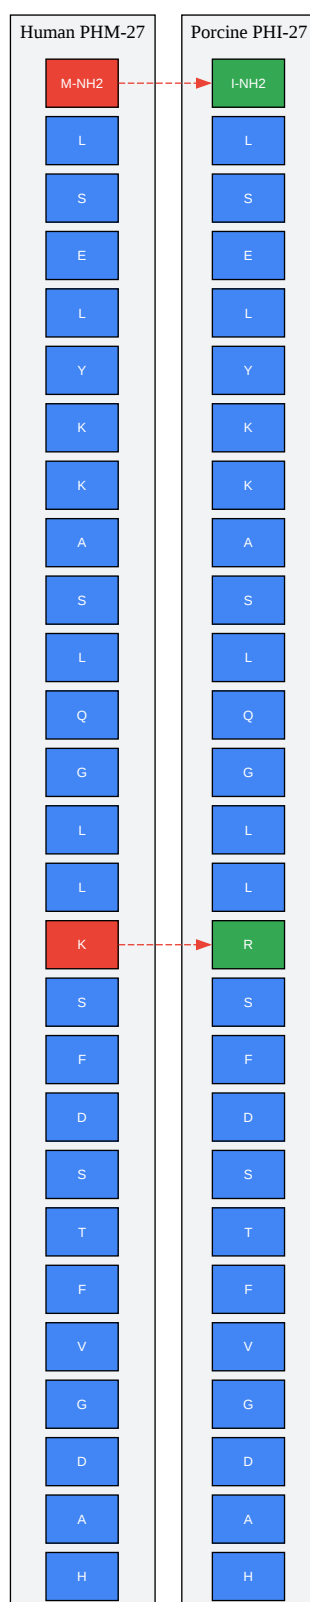 Human PHM-27
M-NH2
L
S
E
L
Y
K
K
A
S
L
Q
G
L
L
K
S
F
D
S
T
F
V
G
D
A
H
Porcine PHI-27
I-NH2
L
S
E
L
Y
K
K
A
S
L
Q
G
L
L
R
S
F
D
S
T
F
V
G
D
A
H